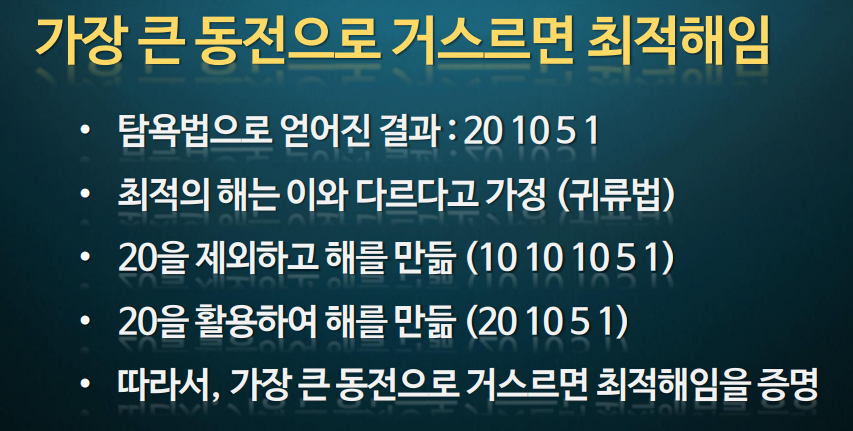 가장 큰 동전으로 거스르면 최적해임
• 탐욕법으로 얻어진 결과 : 20 10 5 1
• 최적의 해는 이와 다르다고 가정 (귀류법)
• 20을 제외하고 해를 만듦 (10 10 10 5 1)
• 20을 활용하여 해를 만듦 (20 10 5 1)
• 따라서, 가장 큰 동전으로 거스르면 최적해임을 증명